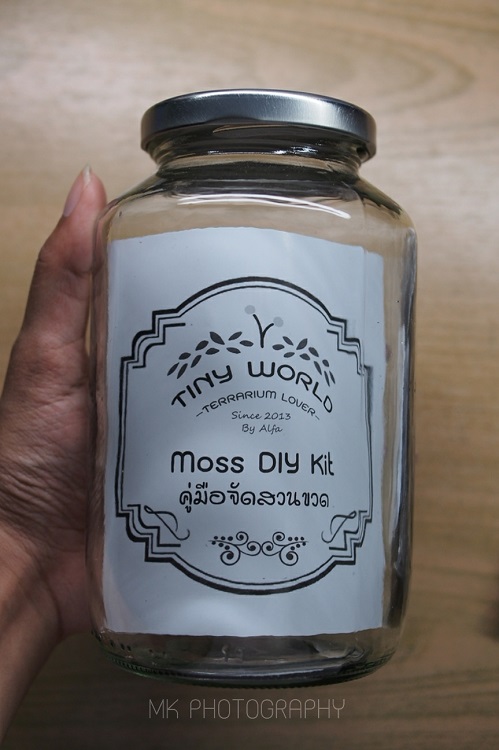 TINY WORLD
-TERRARIUM LOVER-
Since 2013
By Alfa
Moss DIY Kit
คู่มือจัดสวนขวด
MK PHOTOGRAPHY